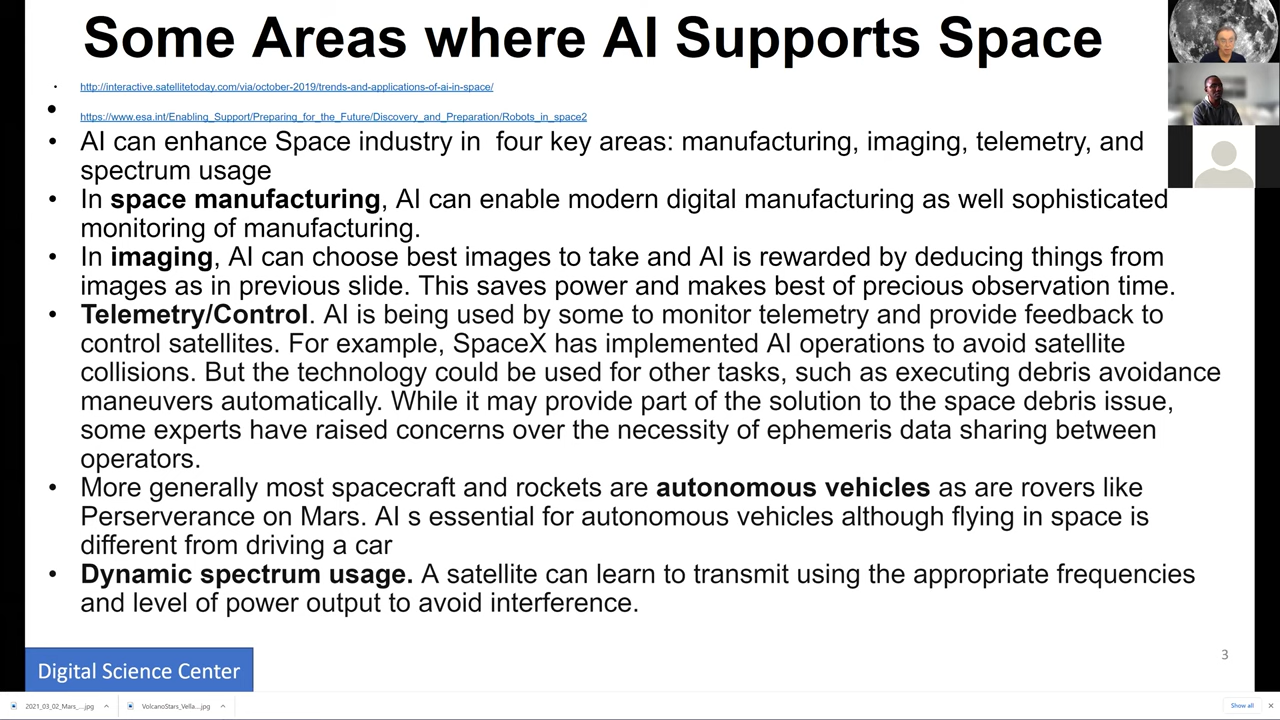 Some Areas where AI Supports Space
• http://interactive.satellitetoday.com/via/october-2019/trends-and-applications-of-ai-in-space/
• https://www.esa.int/Enabling_Support/Preparing_for_the_Future/Discovery_and_Preparation/Robots_in_space2
• AI can enhance Space industry in four key areas: manufacturing, imaging, telemetry, and
spectrum usage
• In space manufacturing, AI can enable modern digital manufacturing as well sophisticated
monitoring of manufacturing.
• In imaging, AI can choose best images to take and AI is rewarded by deducing things from
images as in previous slide. This saves power and makes best of precious observation time.
• Telemetry/Control. AI is being used by some to monitor telemetry and provide feedback to
control satellites. For example, SpaceX has implemented AI operations to avoid satellite
collisions. But the technology could be used for other tasks, such as executing debris avoidance
maneuvers automatically. While it may provide part of the solution to the space debris issue,
some experts have raised concerns over the necessity of ephemeris data sharing between
operators.
• More generally most spacecraft and rockets are autonomous vehicles as are rovers like
Perserverance on Mars. AI s essential for autonomous vehicles although flying in space is
different from driving a car
• Dynamic spectrum usage. A satellite can learn to transmit using the appropriate frequencies
and level of power output to avoid interference.
3
Digital Science Center
2021_03_02_Mars_....jpg
VolcanoStars_Vella....jpg
Show all